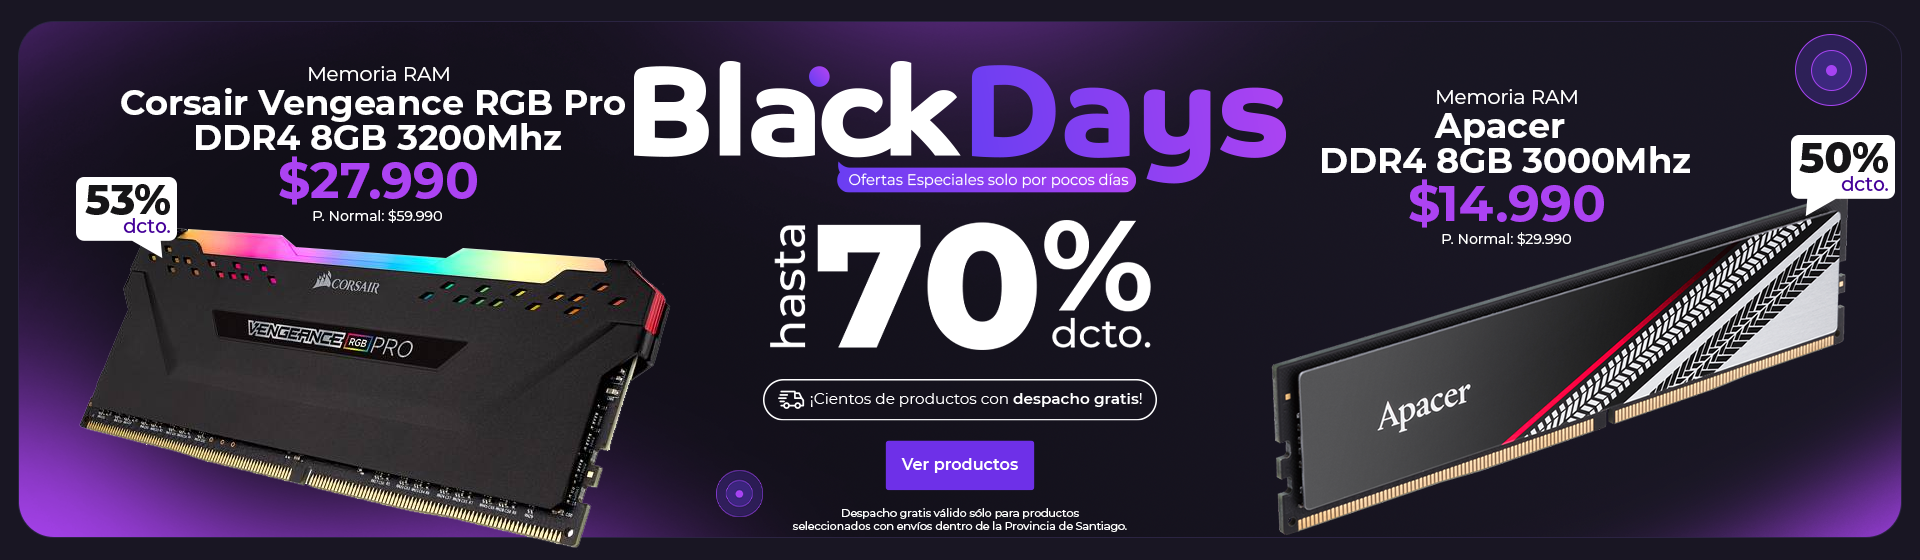 Memoria RAM
Corsair Vengeance RGB Pro
DDR4 8GB 3200Mhz
$27.990
P. Normal: $59.990
53%
dcto.
CORSAIR
VENGEANCE RGB PRO
BlackDays
Ofertas Especiales solo por pocos días
hasta
70%
dcto.
¡Cientos de productos con despacho gratis!
Ver productos
Despacho gratis válido sólo para productos
seleccionados con envíos dentro de la Provincia de Santiago.
Memoria RAM
Apacer
DDR4 8GB 3000Mhz
$14.990
P. Normal: $29.990
50%
dcto.
Apacer